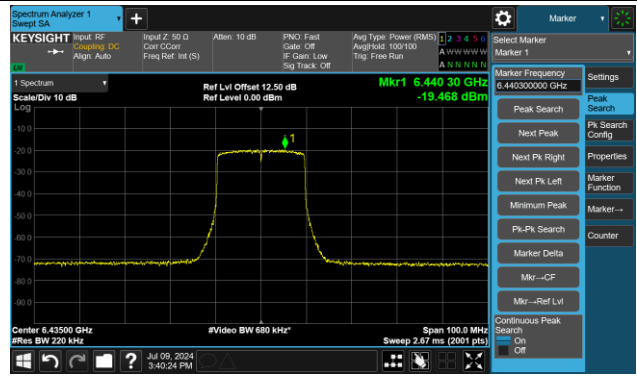 Spectrum Analyzer 1
Swept SA
Marker
KEYSIGHT
Input: RF
Coupling: DC
Align: Auto
Input Z: 50 Ω
Corr CCorr
Freq Ref: Int (S)
Atten: 10 dB
PNO: Fast
Gate: Off
IF Gain: Low
Sig Track: Off
Avg Type: Power (RMS)
Avg|Hold: 100/100
Trig: Free Run
1 2 3 4 5 6
A W W W W W
A N N N N N
Select Marker
Marker 1
1 Spectrum
Scale/Div 10 dB
Log
Ref Lvl Offset 12.50 dB
Ref Level 0.00 dBm
Mkr1 6.440 30 GHz
-19.468 dBm
1
-10.0
-20.0
-30.0
-40.0
-50.0
-60.0
-70.0
-80.0
-90.0
Center 6.43500 GHz
#Res BW 220 kHz
#Video BW 680 kHz*
Span 100.0 MHz
Sweep 2.67 ms (2001 pts)
Marker Frequency
6.440300000 GHz
Peak Search
Next Peak
Next Pk Right
Next Pk Left
Minimum Peak
Pk-Pk Search
Marker Delta
Mkr→CF
Mkr→Ref Lvl
Continuous Peak
Search
On
Off
Settings
Peak
Search
Pk Search
Config
Properties
Marker
Function
Marker→
Counter
?
Jul 09, 2024
3:40:24 PM